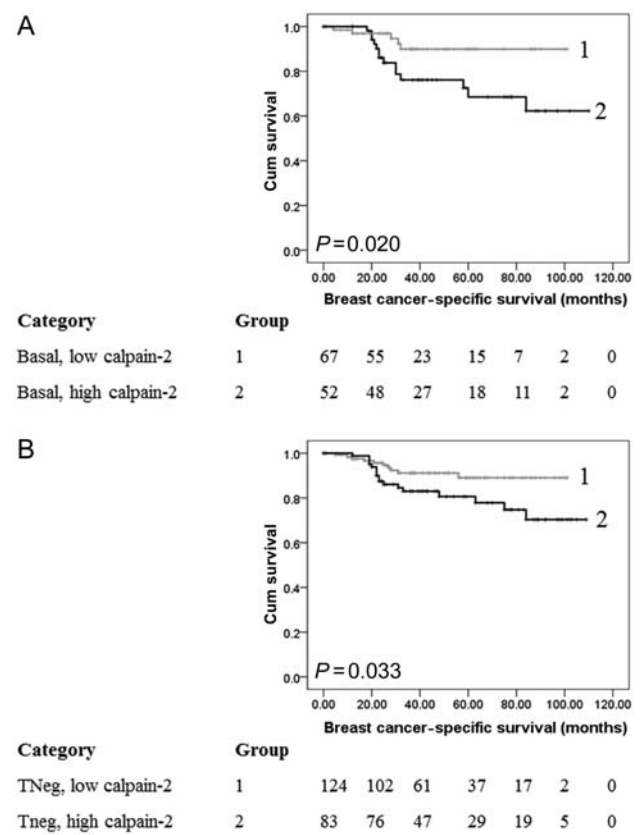 A
1.0
0.8
0.6
0.4
0.2
0.0
Cum survival
1
2
P=0.020
0.00 20.00 40.00 60.00 80.00 100.00 120.00
Breast cancer-specific survival (months)
Category Group
Basal, low calpain-2 1 67 55 23 15 7 2 0
Basal, high calpain-2 2 52 48 27 18 11 2 0
B
1.0
0.8
0.6
0.4
0.2
0.0
Cum survival
1
2
P=0.033
0.00 20.00 40.00 60.00 80.00 100.00 120.00
Breast cancer-specific survival (months)
Category Group
TNeg, low calpain-2 1 124 102 61 37 17 2 0
Tneg, high calpain-2 2 83 76 47 29 19 5 0